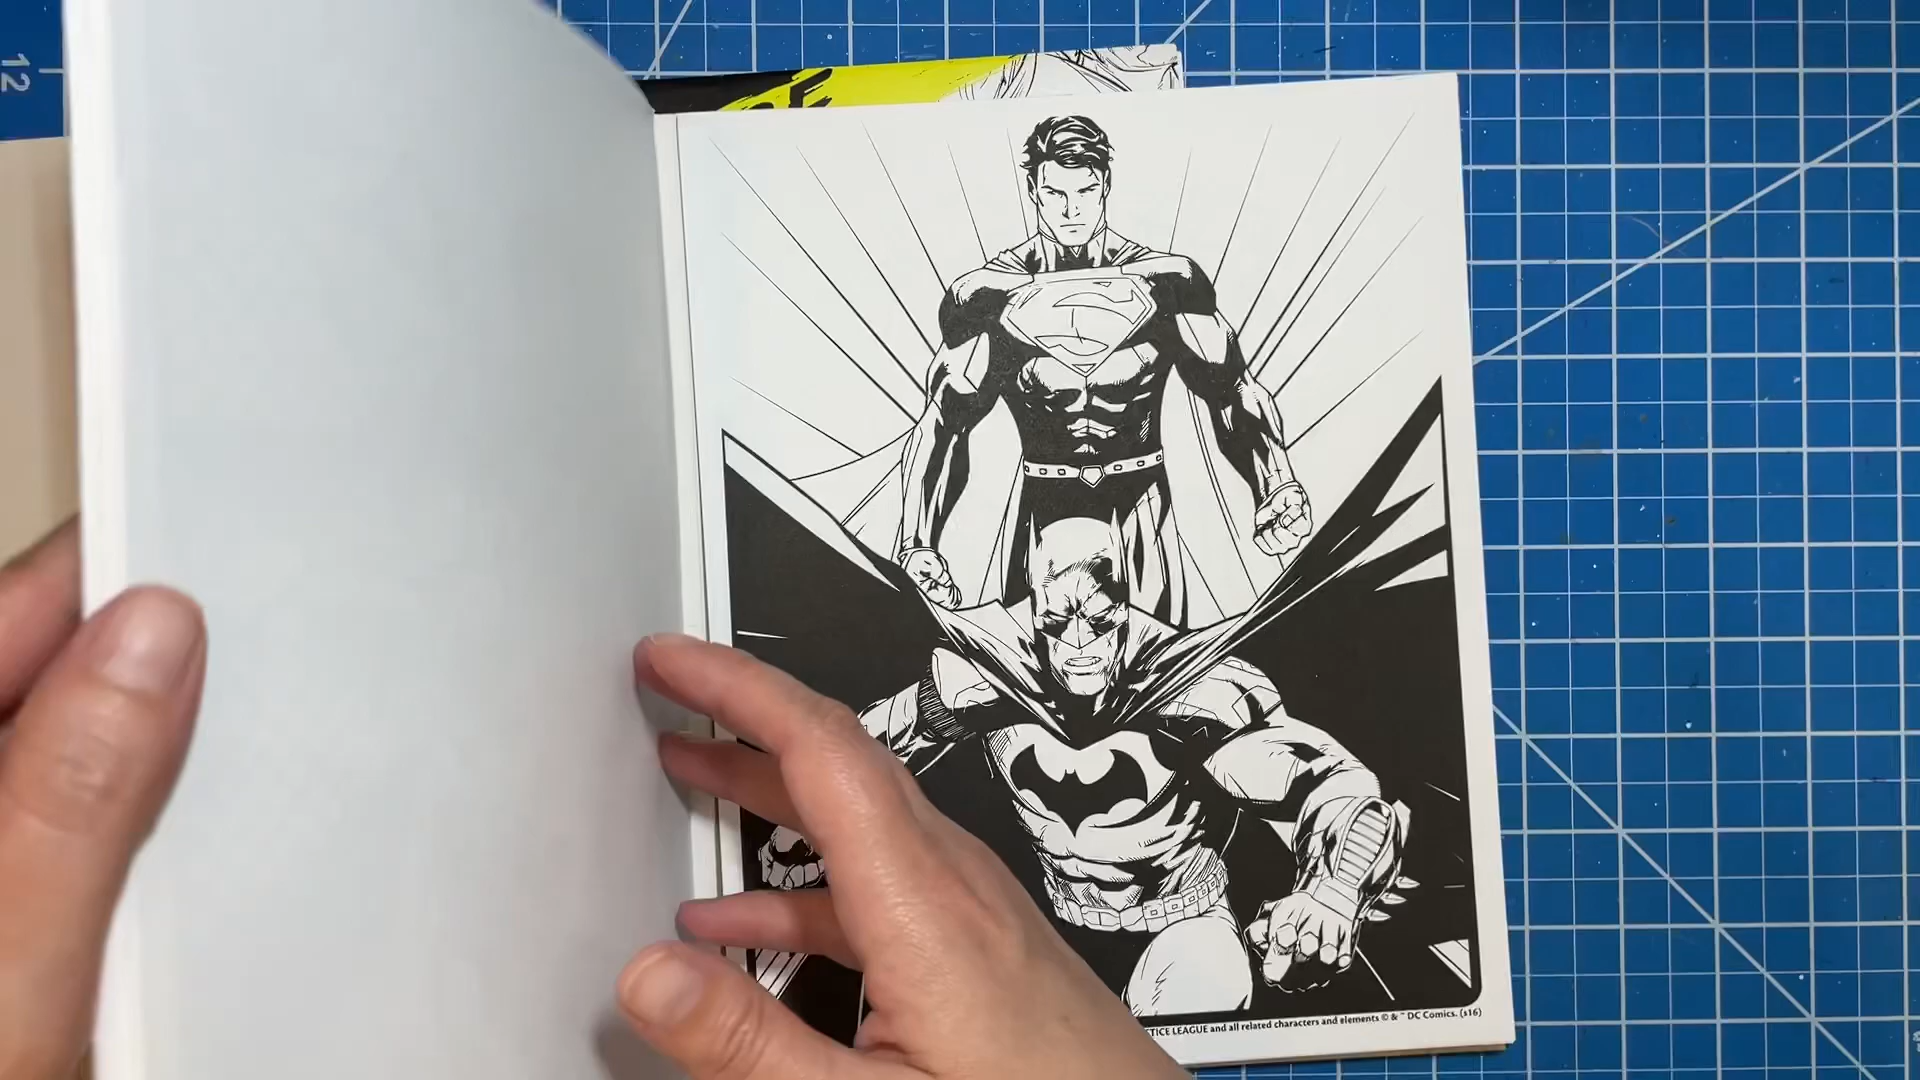 12
TICE LEAGUE and all related characters and elements © & ™ DC Comics. (s16)